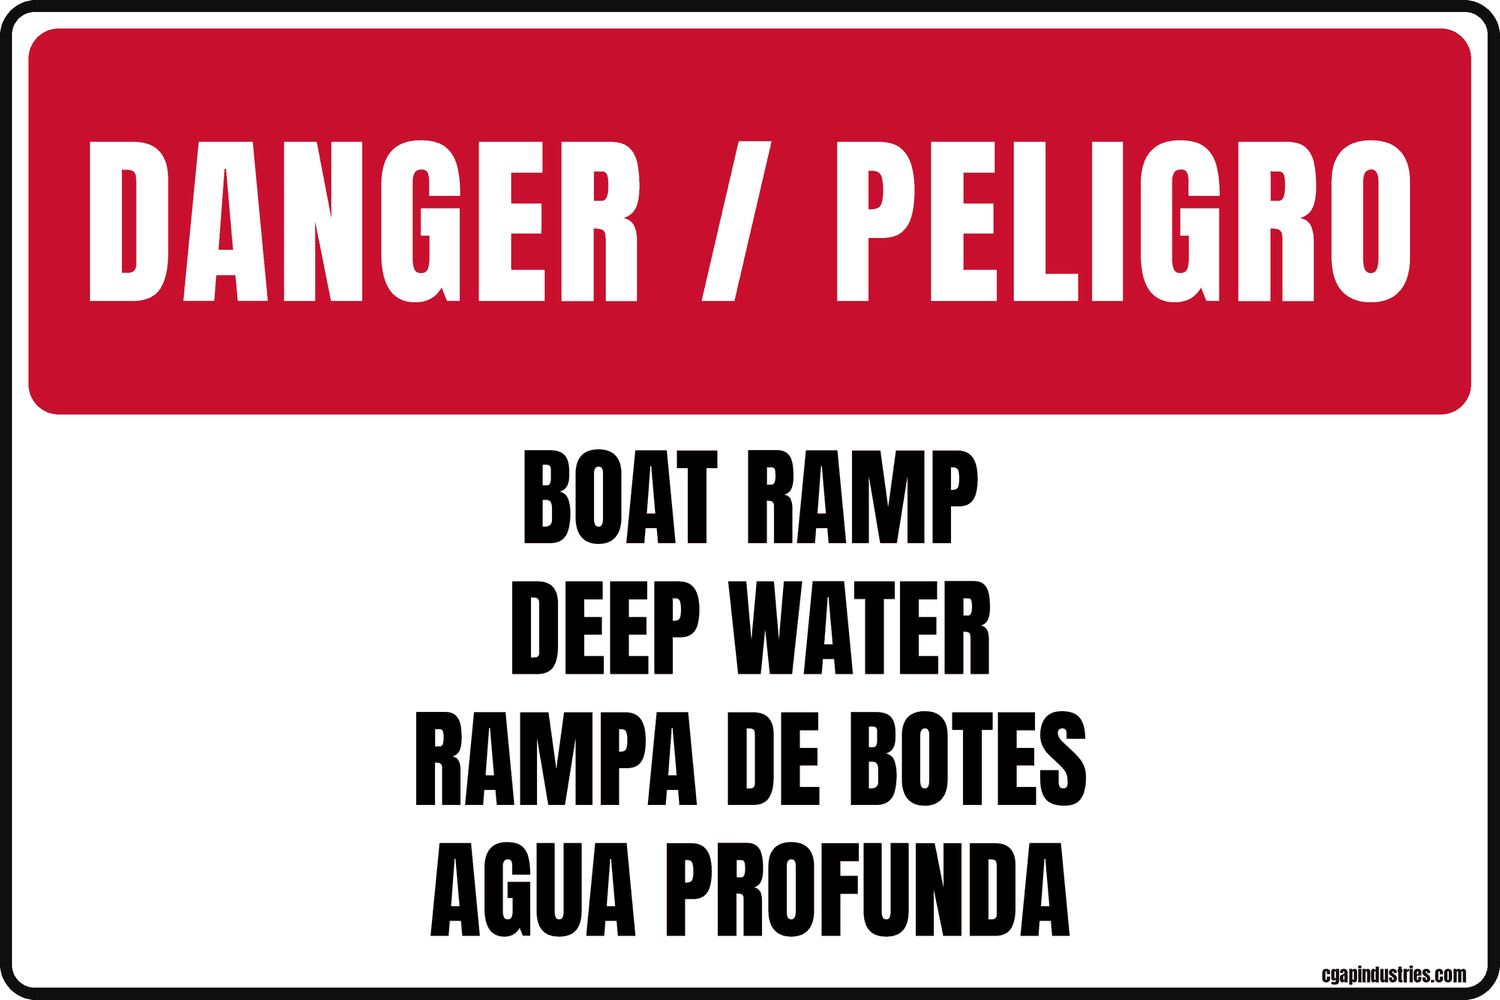 DANGER / PELIGRO
BOAT RAMP
DEEP WATER
RAMPA DE BOTES
AGUA PROFUNDA
cgapindustries.com